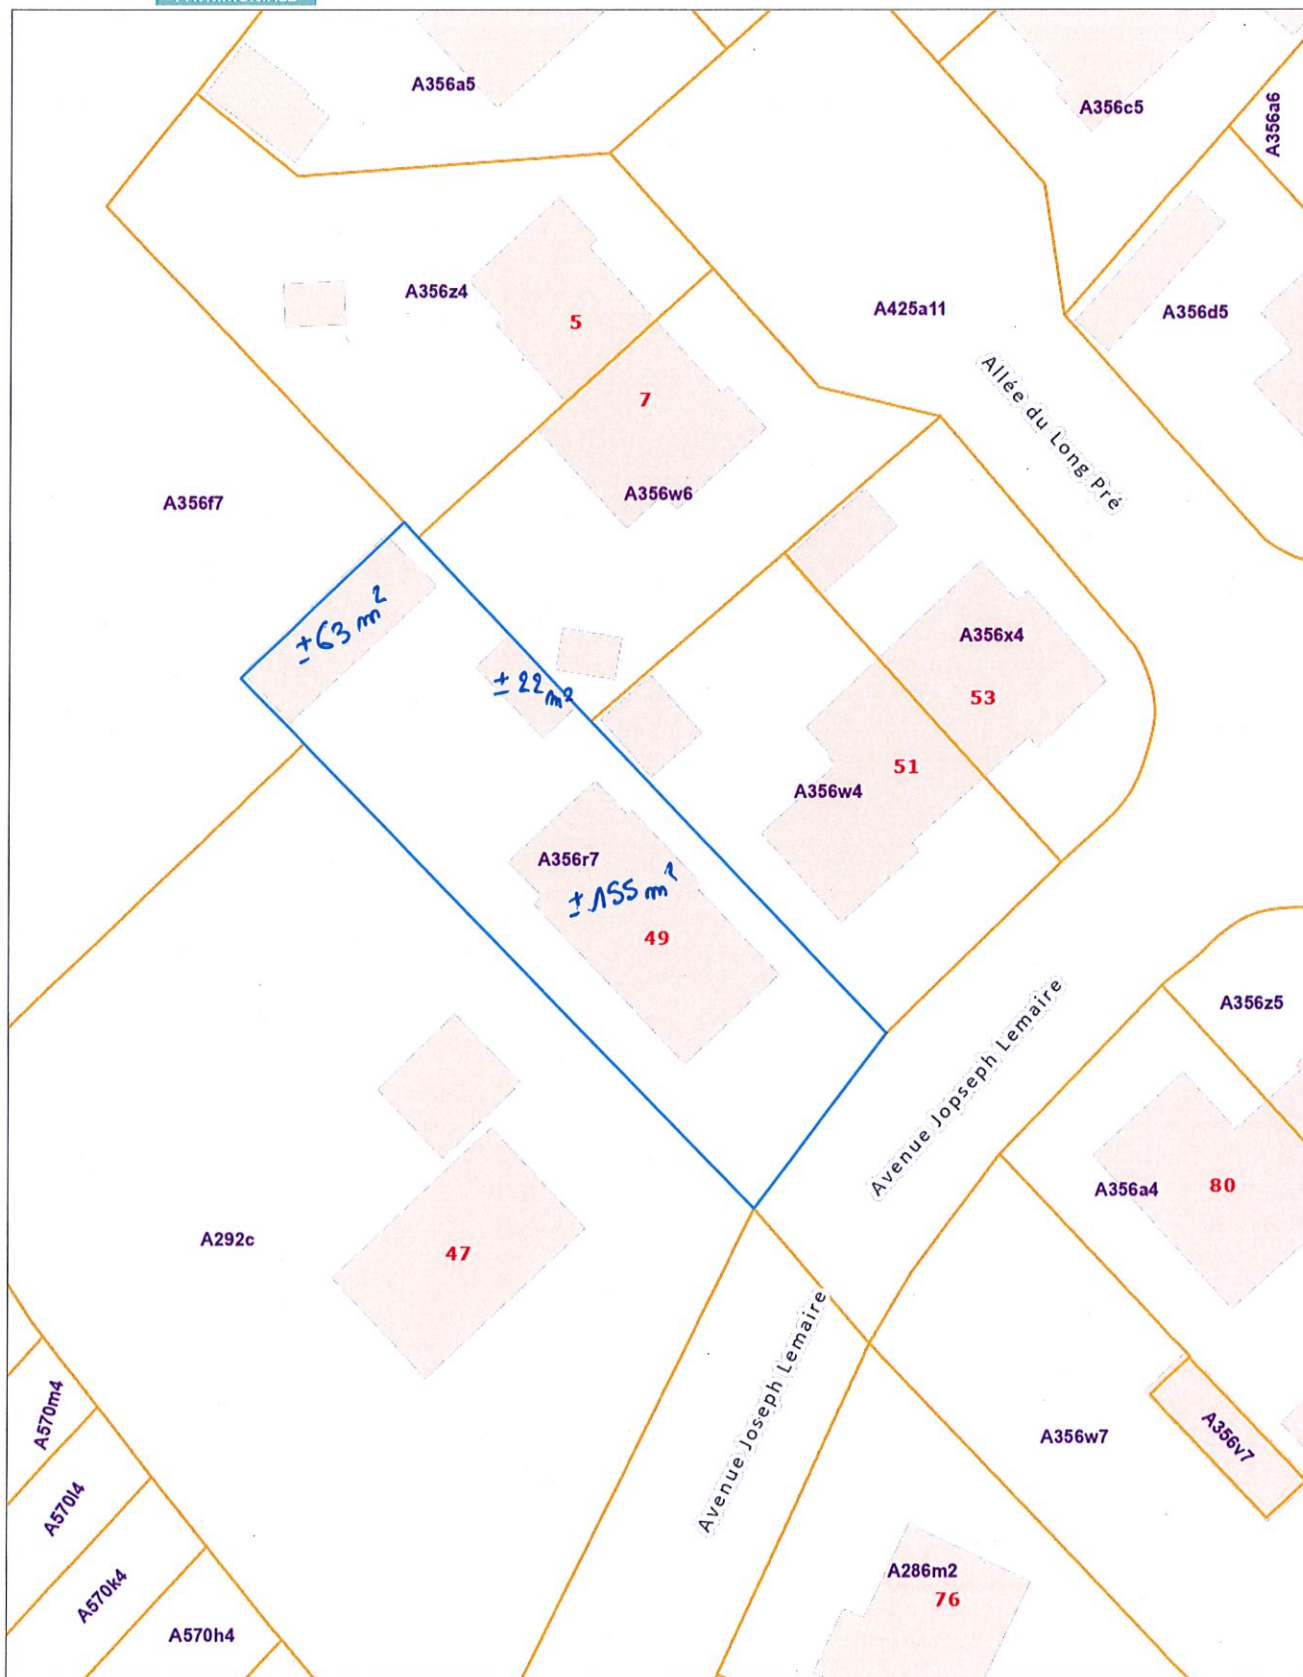 A356a5
A356c5
A356a6
A356z4
A425a11
A356d5
5
7
Allée du Long Pré
A356f7
A356w6
±63 m²
A356x4
± 22 m²
53
51
A356w4
A356r7
± 155 m²
49
A356z5
Avenue Jopseph Lemaire
A356a4
80
A292c
47
Avenue Joseph Lemaire
A570m4
A356w7
A356v7
A570l4
A286m2
76
A570k4
A570h4